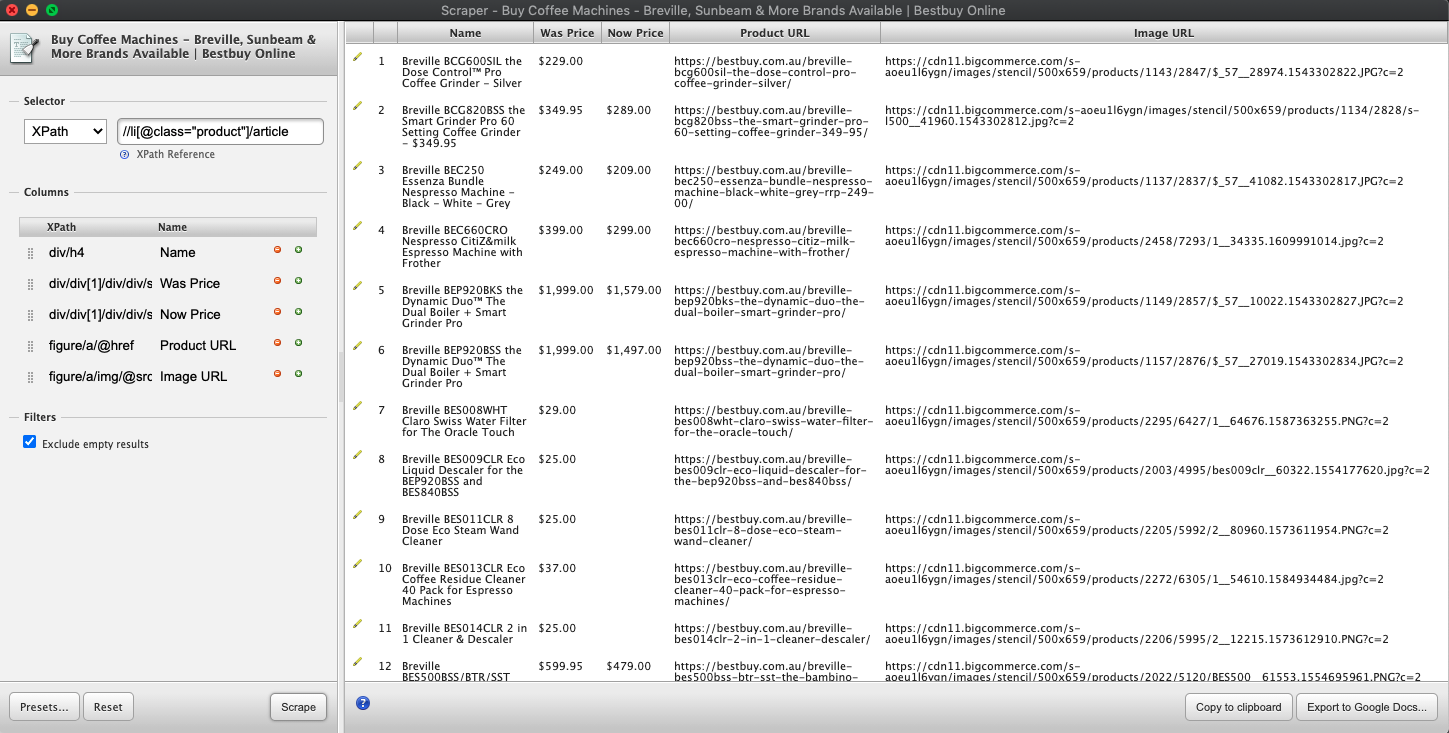 Scraper - Buy Coffee Machines - Breville, Sunbeam & More Brands Available | Bestbuy Online
Buy Coffee Machines - Breville, Sunbeam &
More Brands Available | Bestbuy Online
Selector
XPath
//li[@class="product"]/article
XPath Reference
Columns
XPath Name
div/h4 Name
div/div[1]/div/div/s Was Price
div/div[1]/div/div/s Now Price
figure/a/@href Product URL
figure/a/img/@src Image URL
Filters
Exclude empty results
Presets...
Reset
Scrape
Name Was Price Now Price Product URL Image URL
1 Breville BCG600SIL the $229.00 https://bestbuy.com.au/breville- https://cdn11.bigcommerce.com/s-
Dose Control™ Pro bcg600sil-the-dose-control-pro- aoeu1l6ygn/images/stencil/500x659/products/1143/2847/$_57__28974.1543302822.JPG?c=2
Coffee Grinder - Silver coffee-grinder-silver/
2 Breville BCG820BSS the $349.95 $289.00 https://bestbuy.com.au/breville- https://cdn11.bigcommerce.com/s-aoeu1l6ygn/images/stencil/500x659/products/1134/2828/s-
Smart Grinder Pro 60 bcg820bss-the-smart-grinder-pro- l500__41960.1543302812.jpg?c=2
Setting Coffee Grinder 60-setting-coffee-grinder-349-95/
- $349.95
3 Breville BEC250 $249.00 $209.00 https://bestbuy.com.au/breville- https://cdn11.bigcommerce.com/s-
Essenza Bundle bec250-essenza-bundle-nespresso- aoeu1l6ygn/images/stencil/500x659/products/1137/2837/$_57__41082.1543302817.JPG?c=2
Nespresso Machine - machine-black-white-grey-rrp-249-
Black - White - Grey 00/
4 Breville BEC660CRO $399.00 $299.00 https://bestbuy.com.au/breville- https://cdn11.bigcommerce.com/s-
Nespresso CitiZ&milk bec660cro-nespresso-citiz-milk- aoeu1l6ygn/images/stencil/500x659/products/2458/7293/1__34335.1609991014.jpg?c=2
Espresso Machine with espresso-machine-with-frother/
Frother
5 Breville BEP920BKS the $1,999.00 $1,579.00 https://bestbuy.com.au/breville- https://cdn11.bigcommerce.com/s-
Dynamic Duo™ The bep920bks-the-dynamic-duo-the- aoeu1l6ygn/images/stencil/500x659/products/1149/2857/$_57__10022.1543302827.JPG?c=2
Dual Boiler + Smart dual-boiler-smart-grinder-pro/
Grinder Pro
6 Breville BEP920BSS the $1,999.00 $1,497.00 https://bestbuy.com.au/breville- https://cdn11.bigcommerce.com/s-
Dynamic Duo™ The bep920bss-the-dynamic-duo-the- aoeu1l6ygn/images/stencil/500x659/products/1157/2876/$_57__27019.1543302834.JPG?c=2
Dual Boiler + Smart dual-boiler-smart-grinder-pro/
Grinder Pro
7 Breville BES008WHT $29.00 https://bestbuy.com.au/breville- https://cdn11.bigcommerce.com/s-
Claro Swiss Water Filter bes008wht-claro-swiss-water-filter- aoeu1l6ygn/images/stencil/500x659/products/2295/6427/1__64676.1587363255.PNG?c=2
for The Oracle Touch for-the-oracle-touch/
8 Breville BES009CLR Eco $25.00 https://bestbuy.com.au/breville- https://cdn11.bigcommerce.com/s-
Liquid Descaler for the bes009clr-eco-liquid-descaler-for- aoeu1l6ygn/images/stencil/500x659/products/2003/4995/bes009clr__60322.1554177620.jpg?c=2
BEP920BSS and the-bep920bss-and-bes840bss/
BES840BSS
9 Breville BES011CLR 8 $25.00 https://bestbuy.com.au/breville- https://cdn11.bigcommerce.com/s-
Dose Eco Steam Wand bes011clr-8-dose-eco-steam- aoeu1l6ygn/images/stencil/500x659/products/2205/5992/2__80960.1573611954.PNG?c=2
Cleaner wand-cleaner/
10 Breville BES013CLR Eco $37.00 https://bestbuy.com.au/breville- https://cdn11.bigcommerce.com/s-
Coffee Residue Cleaner bes013clr-eco-coffee-residue- aoeu1l6ygn/images/stencil/500x659/products/2272/6305/1__54610.1584934484.jpg?c=2
40 Pack for Espresso cleaner-40-pack-for-espresso-
Machines machines/
11 Breville BES014CLR 2 in $25.00 https://bestbuy.com.au/breville- https://cdn11.bigcommerce.com/s-
1 Cleaner & Descaler bes014clr-2-in-1-cleaner-descaler/ aoeu1l6ygn/images/stencil/500x659/products/2206/5995/2__12215.1573612910.PNG?c=2
12 Breville $599.95 $479.00 https://bestbuy.com.au/breville- https://cdn11.bigcommerce.com/s-
BES500BSS/BTR/SST bes500bss-btr-sst-the-bambino- aoeu1l6ygn/images/stencil/500x659/products/2022/5120/BES500__61553.1554695961.PNG?c=2
Copy to clipboard
Export to Google Docs...